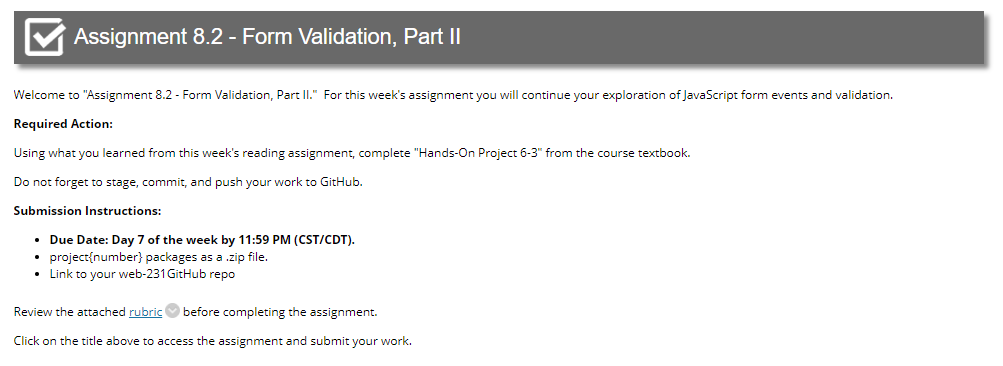 Assignment 8.2 - Form Validation, Part II
Welcome to "Assignment 8.2 - Form Validation, Part II."  For this week's assignment you will continue your exploration of JavaScript form events and validation.
Required Action:
Using what you learned from this week's reading assignment, complete "Hands-On Project 6-3" from the course textbook.
Do not forget to stage, commit, and push your work to GitHub.
Submission Instructions:
• Due Date: Day 7 of the week by 11:59 PM (CST/CDT).
• project{number} packages as a .zip file.
• Link to your web-231GitHub repo
Review the attached rubric before completing the assignment.
Click on the title above to access the assignment and submit your work.